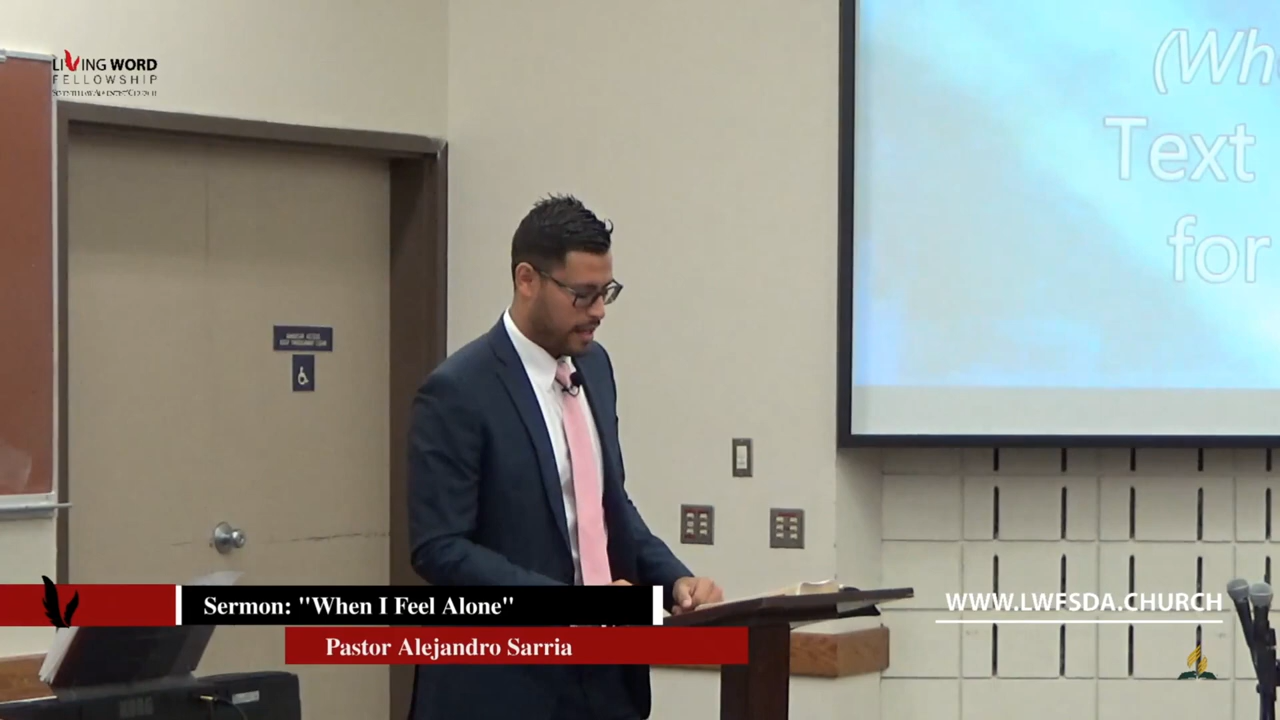 LIVING WORD
FELLOWSHIP
(Wh
Text
for
Sermon: "When I Feel Alone"
Pastor Alejandro Sarria
WWW.LWFSDA.CHURCH